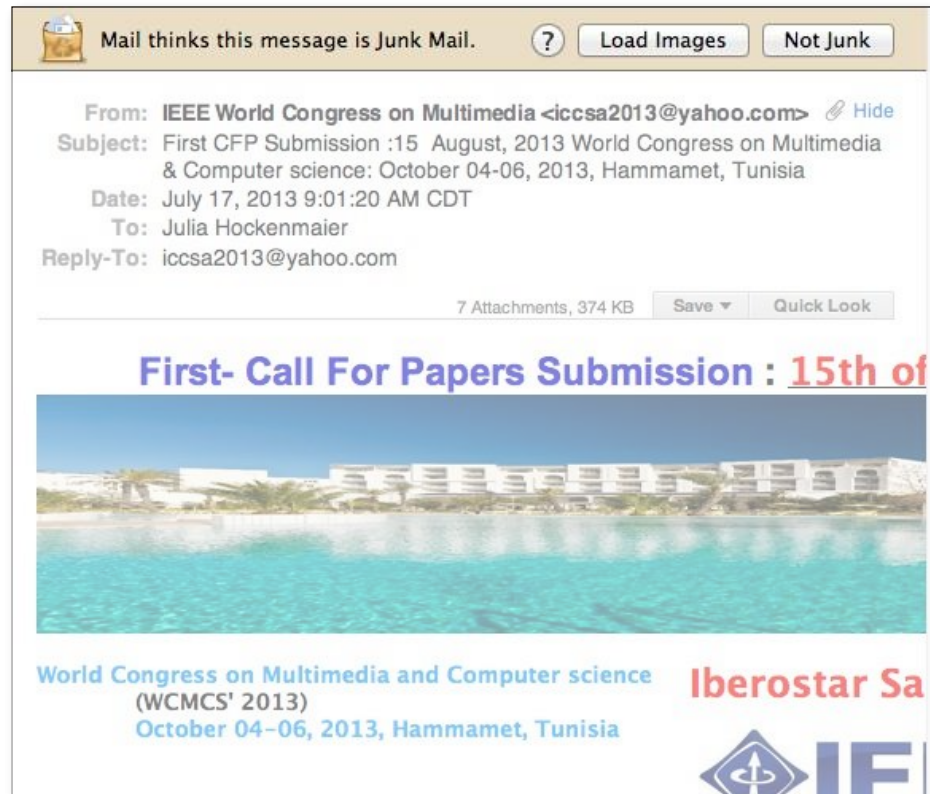 Mail thinks this message is Junk Mail. ? Load Images Not Junk
From: IEEE World Congress on Multimedia <iccsa2013@yahoo.com> Hide
Subject: First CFP Submission :15 August, 2013 World Congress on Multimedia
& Computer science: October 04-06, 2013, Hammamet, Tunisia
Date: July 17, 2013 9:01:20 AM CDT
To: Julia Hockenmaier
Reply-To: iccsa2013@yahoo.com
7 Attachments, 374 KB Save Quick Look
First- Call For Papers Submission : 15th of
World Congress on Multimedia and Computer science
(WCMCS' 2013)
October 04-06, 2013, Hammamet, Tunisia
Iberostar Sa
IE